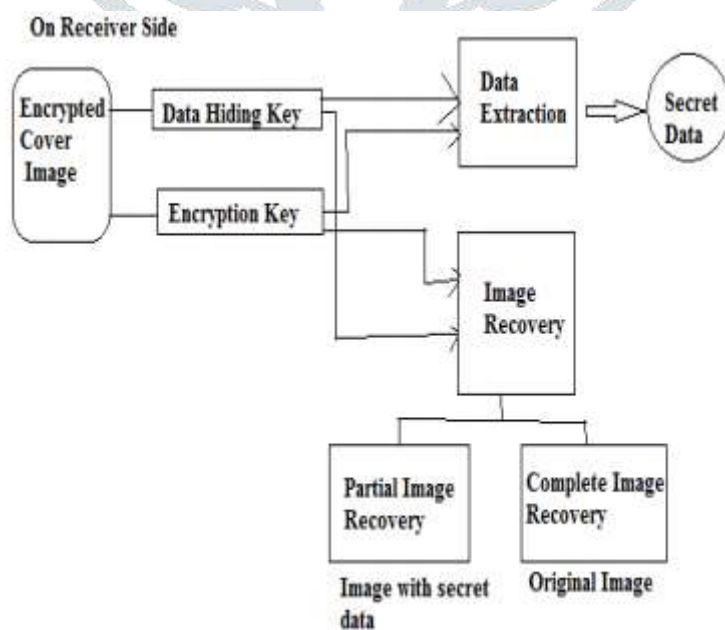 On Receiver Side
Encrypted
Cover
Image
Data Hiding Key
Encryption Key
Data
Extraction
Secret
Data
Image
Recovery
Partial Image
Recovery
Image with secret
data
Complete Image
Recovery
Original Image